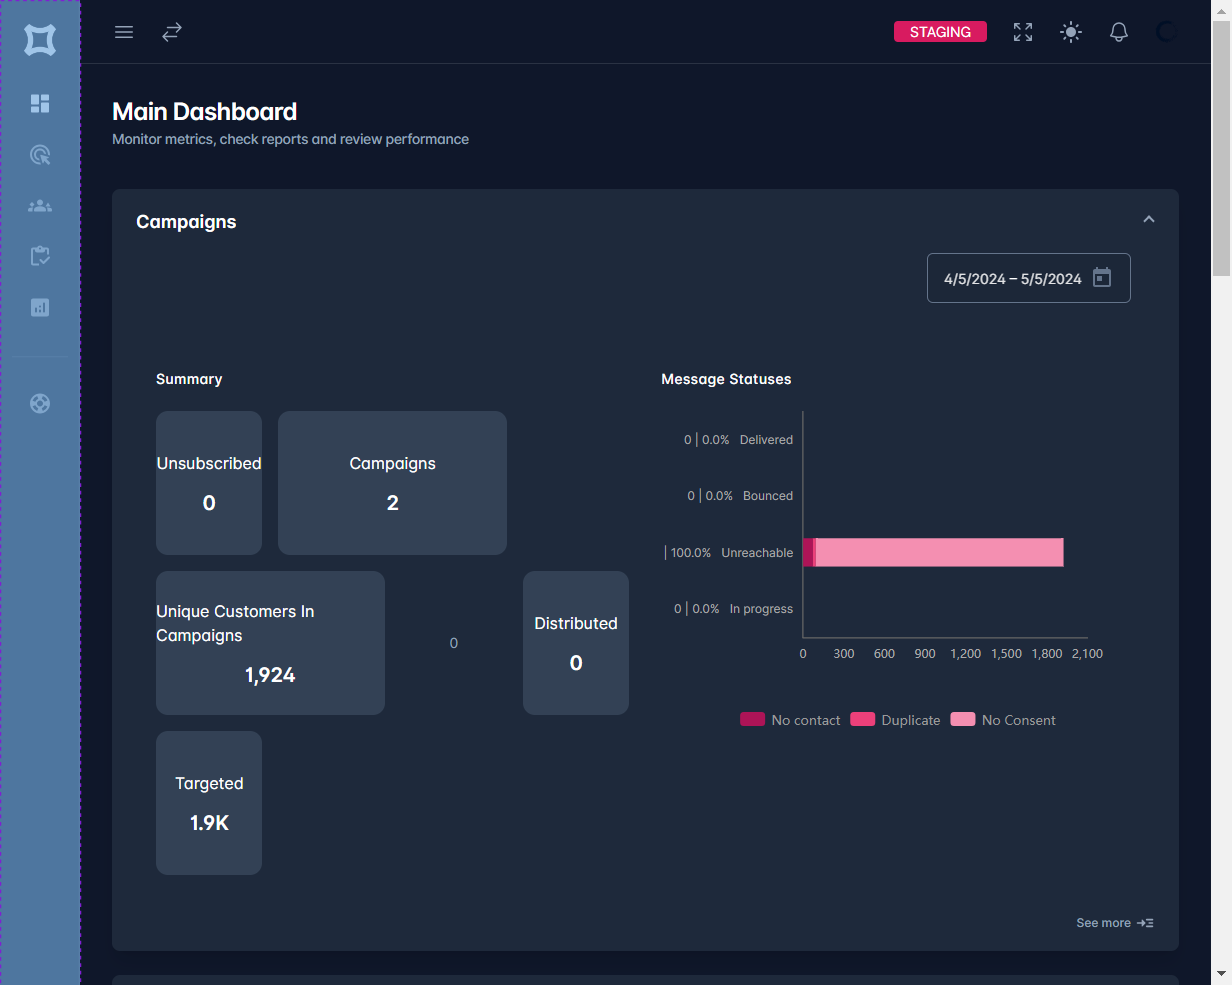 STAGING
Main Dashboard
Monitor metrics, check reports and review performance
Campaigns
4/5/2024 – 5/5/2024
Summary
Unsubscribed
0
Campaigns
2
Unique Customers In
Campaigns
1,924
0
Distributed
0
Targeted
1.9K
Message Statuses
0 | 0.0% Delivered
0 | 0.0% Bounced
| 100.0% Unreachable
0 | 0.0% In progress
0 300 600 900 1,200 1,500 1,800 2,100
No contact Duplicate No Consent
See more